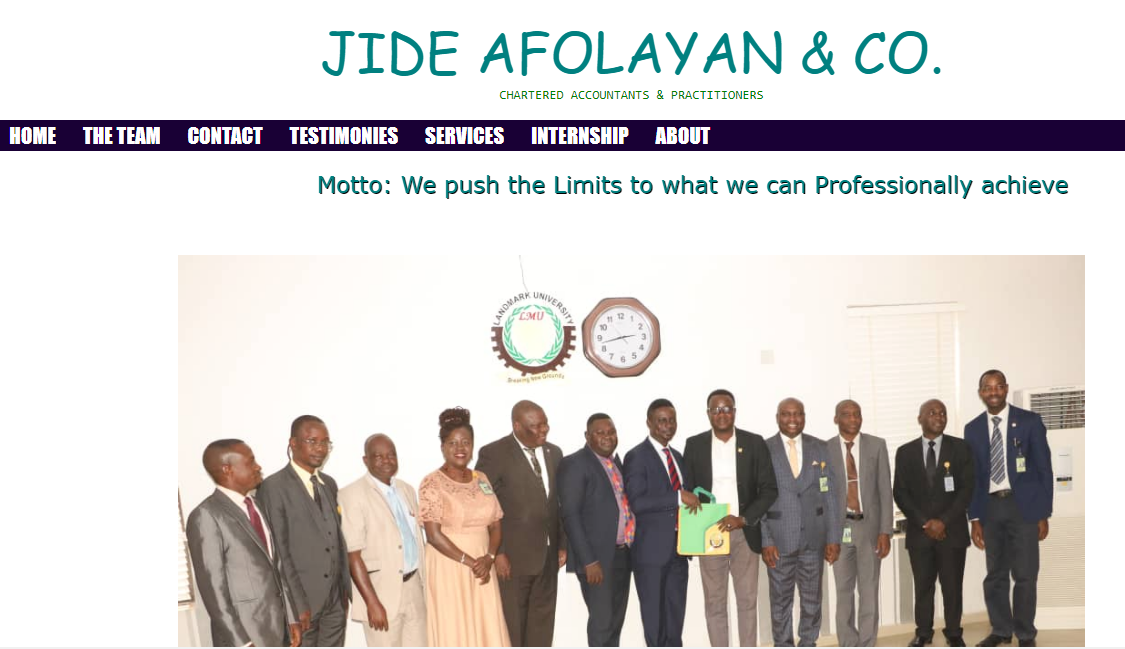 JIDE AFOLAYAN & CO.
CHARTERED ACCOUNTANTS & PRACTITIONERS
HOME THE TEAM CONTACT TESTIMONIES SERVICES INTERNSHIP ABOUT
Motto: We push the Limits to what we can Professionally achieve
LANDMARK UNIVERSITY
LMU
Breaking New Grounds
12
11 1
10 2
9 3
8 4
7 5
6